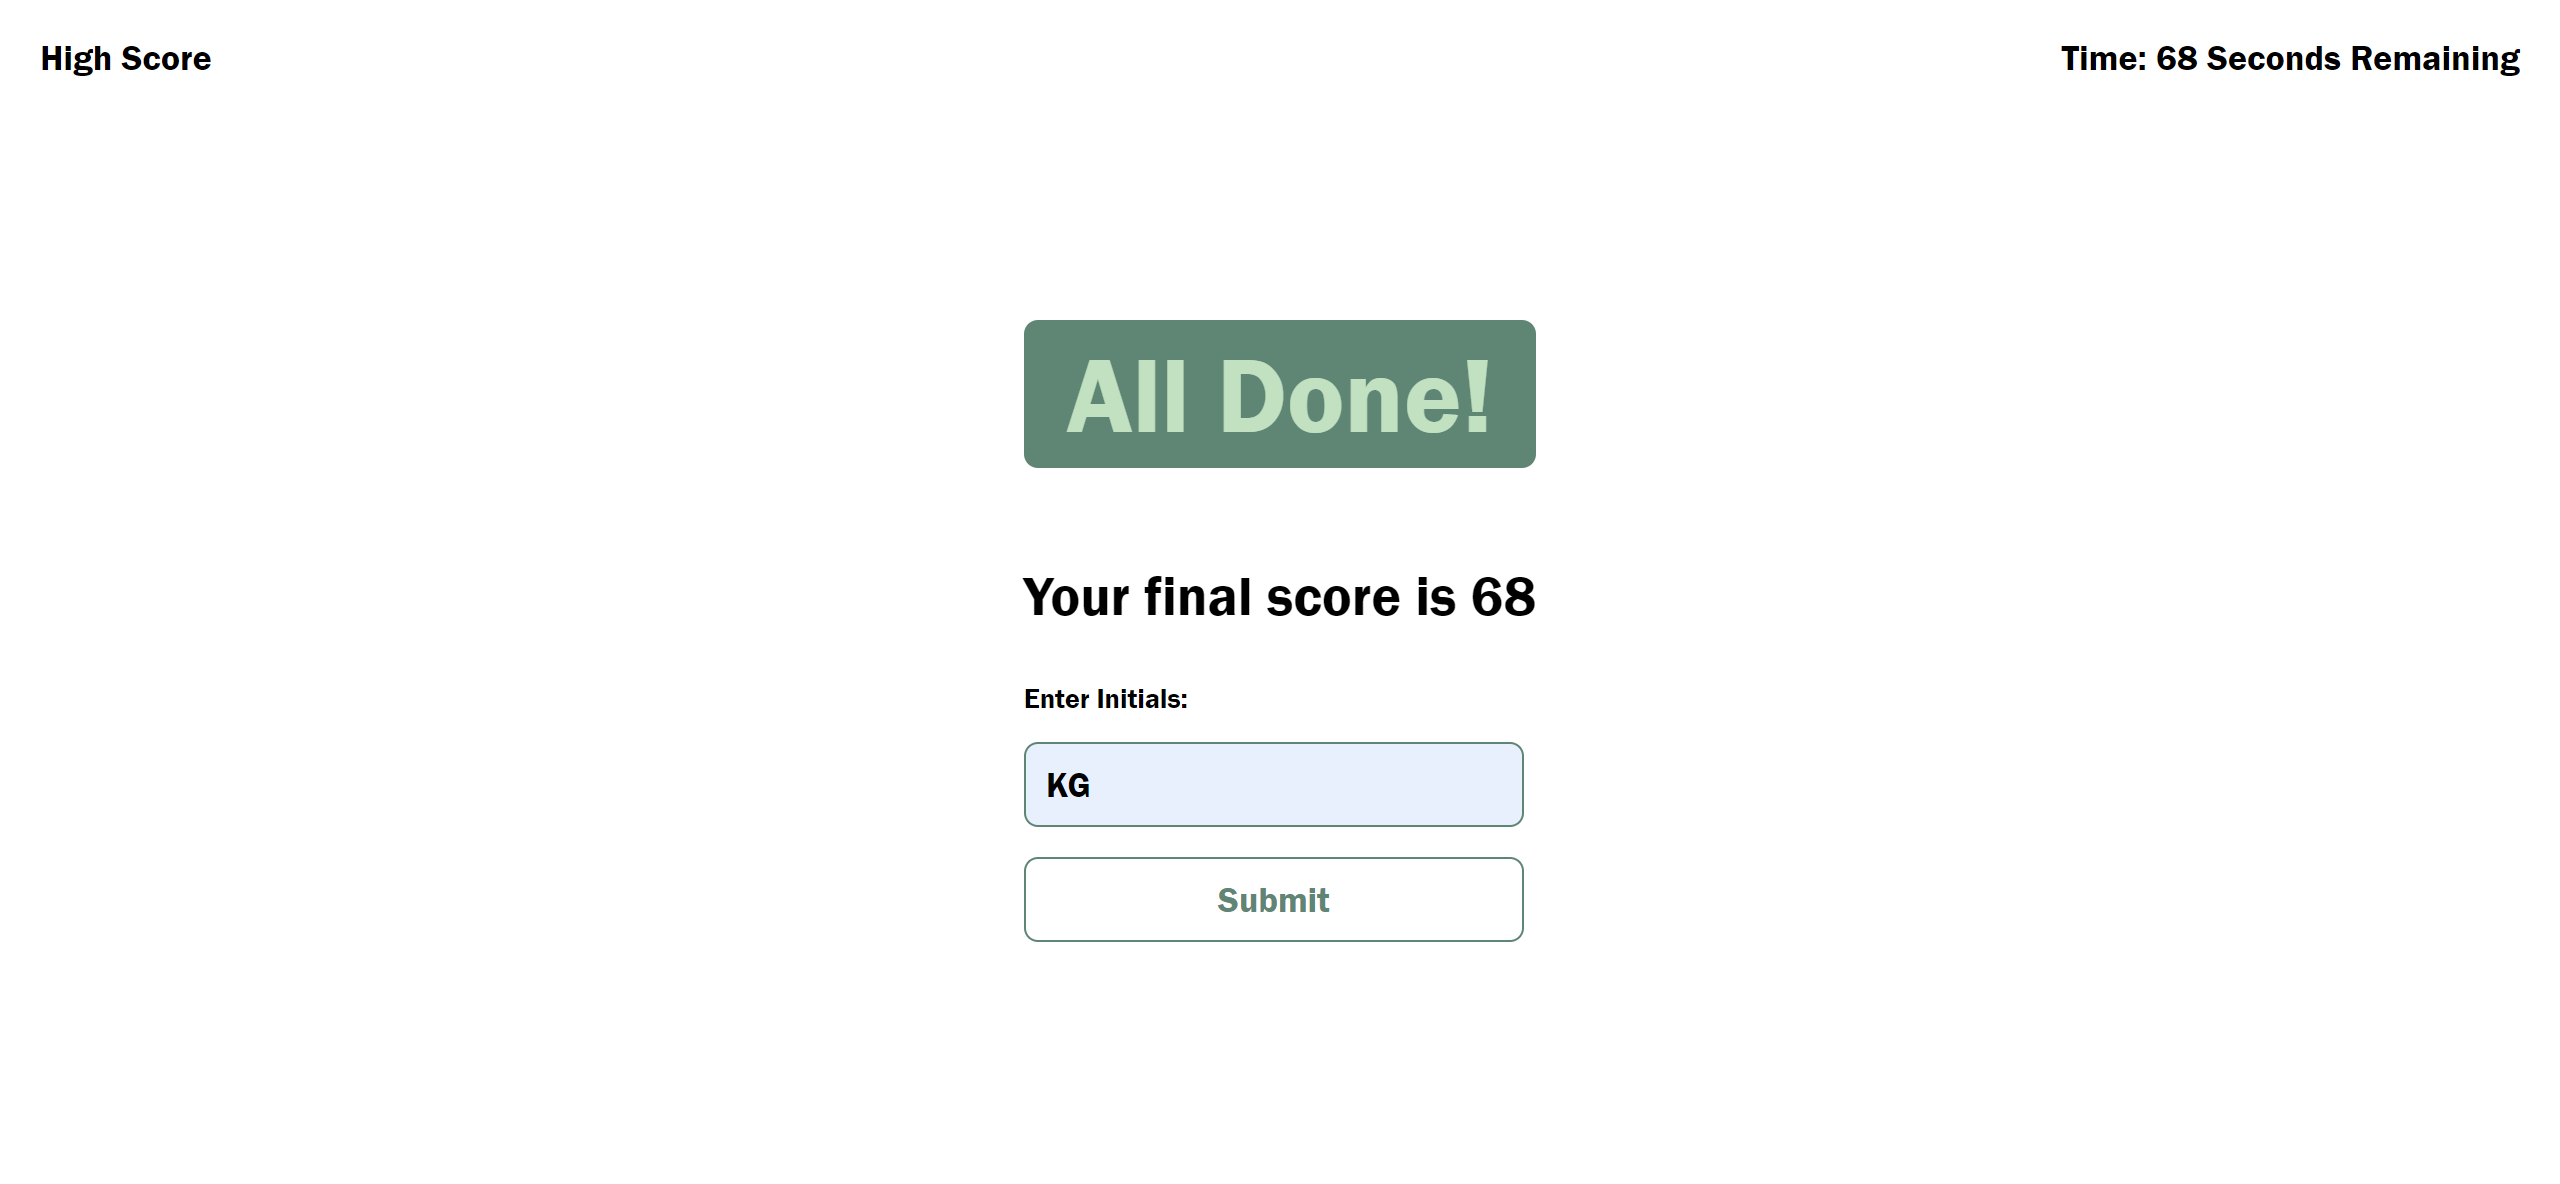 High Score
Time: 68 Seconds Remaining
All Done!
Your final score is 68
Enter Initials:
KG
Submit